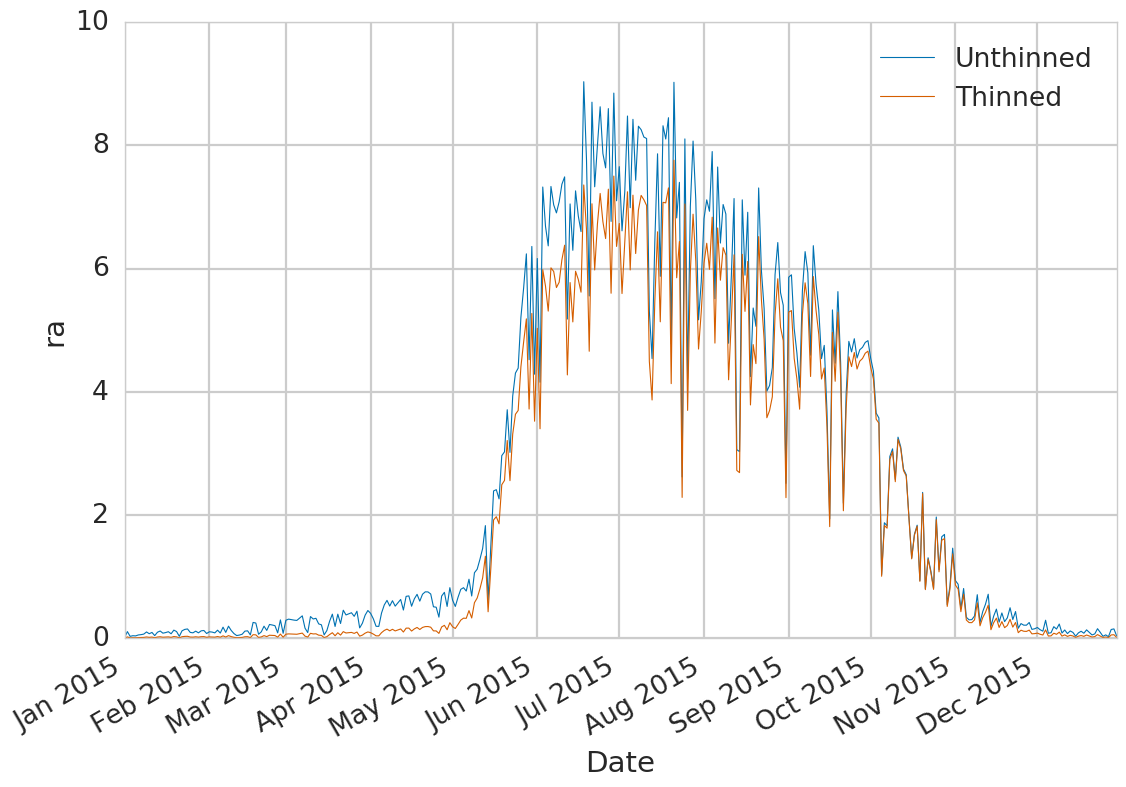 10
8
6
4
2
0
ra
Unthinned
Thinned
Jan 2015
Feb 2015
Mar 2015
Apr 2015
May 2015
Jun 2015
Jul 2015
Aug 2015
Sep 2015
Oct 2015
Nov 2015
Dec 2015
Date